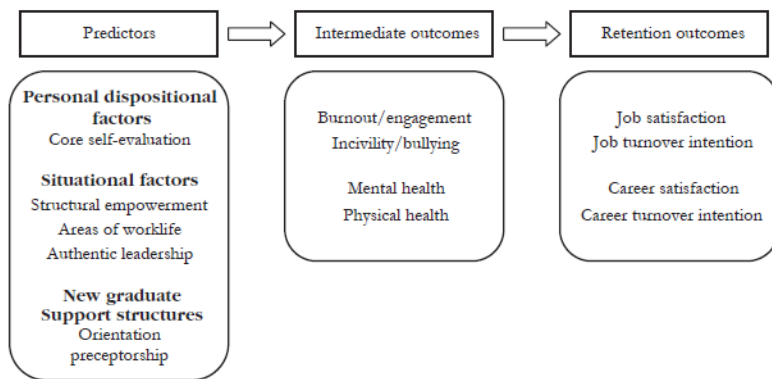 Predictors
Intermediate outcomes
Retention outcomes
Personal dispositional
factors
Core self-evaluation
Situational factors
Structural empowerment
Areas of worklife
Authentic leadership
New graduate
Support structures
Orientation
preceptorship
Burnout/engagement
Incivility/bullying
Mental health
Physical health
Job satisfaction
Job turnover intention
Career satisfaction
Career turnover intention